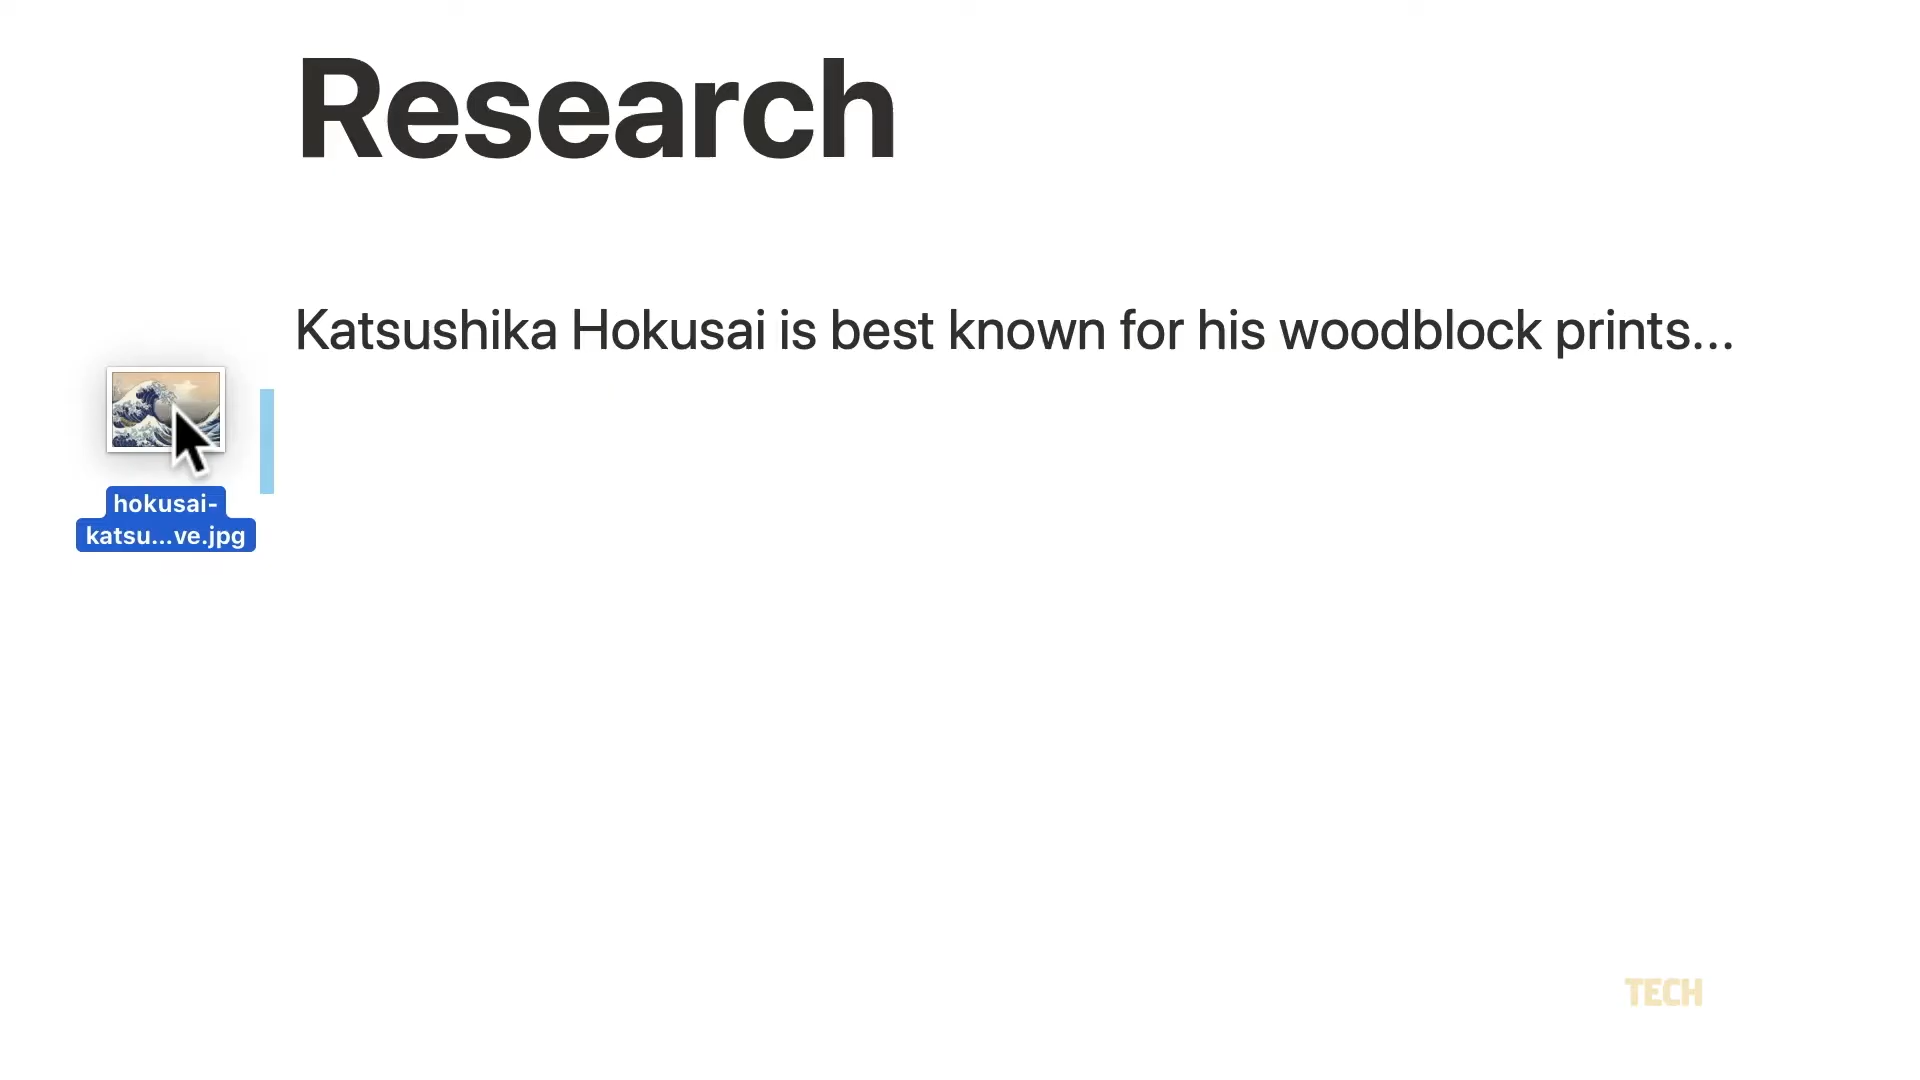 Research
Katsushika Hokusai is best known for his woodblock prints...
hokusai-
katsu...ve.jpg
TECH